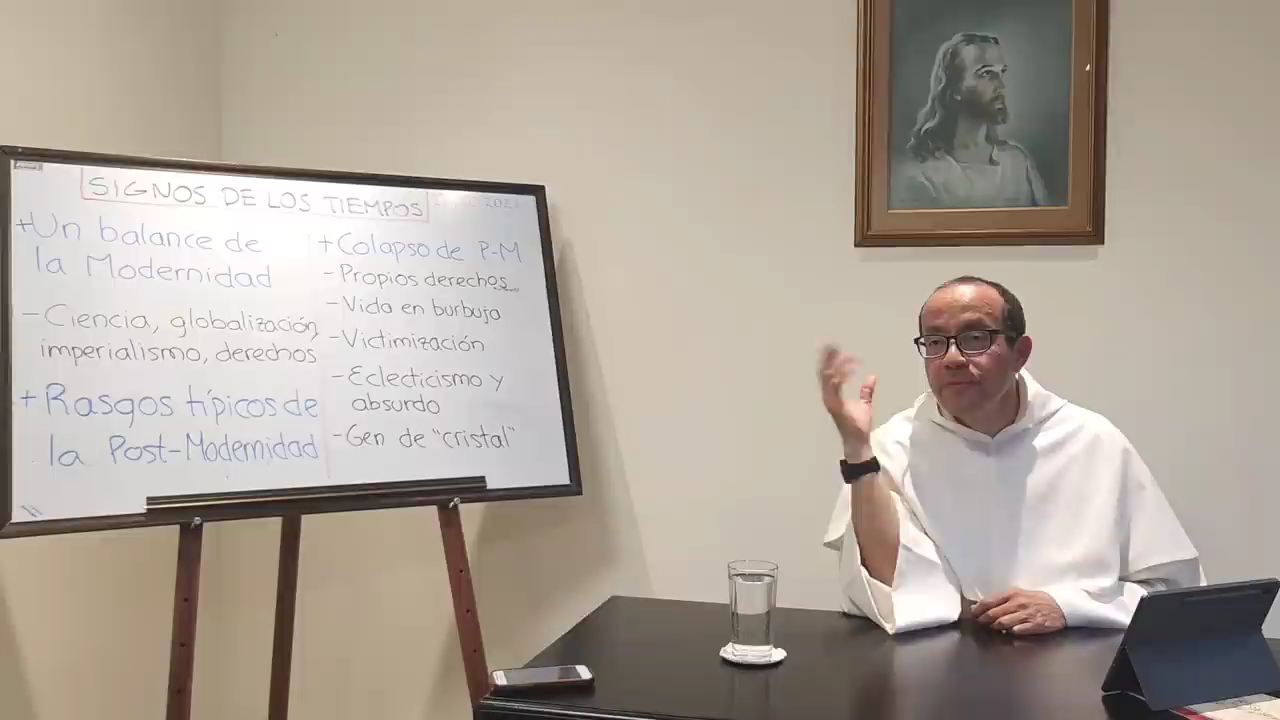 SIGNOS DE LOS TIEMPOS
+Un balance de
la Modernidad
- Ciencia, globalización,
imperialismo, derechos
+ Rasgos típicos de
la Post-Modernidad
+ Colapso de P-M
- Propios derechos...
- Vida en burbuja
- Victimización
- Eclecticismo y
absurdo
- Gen de "cristal"